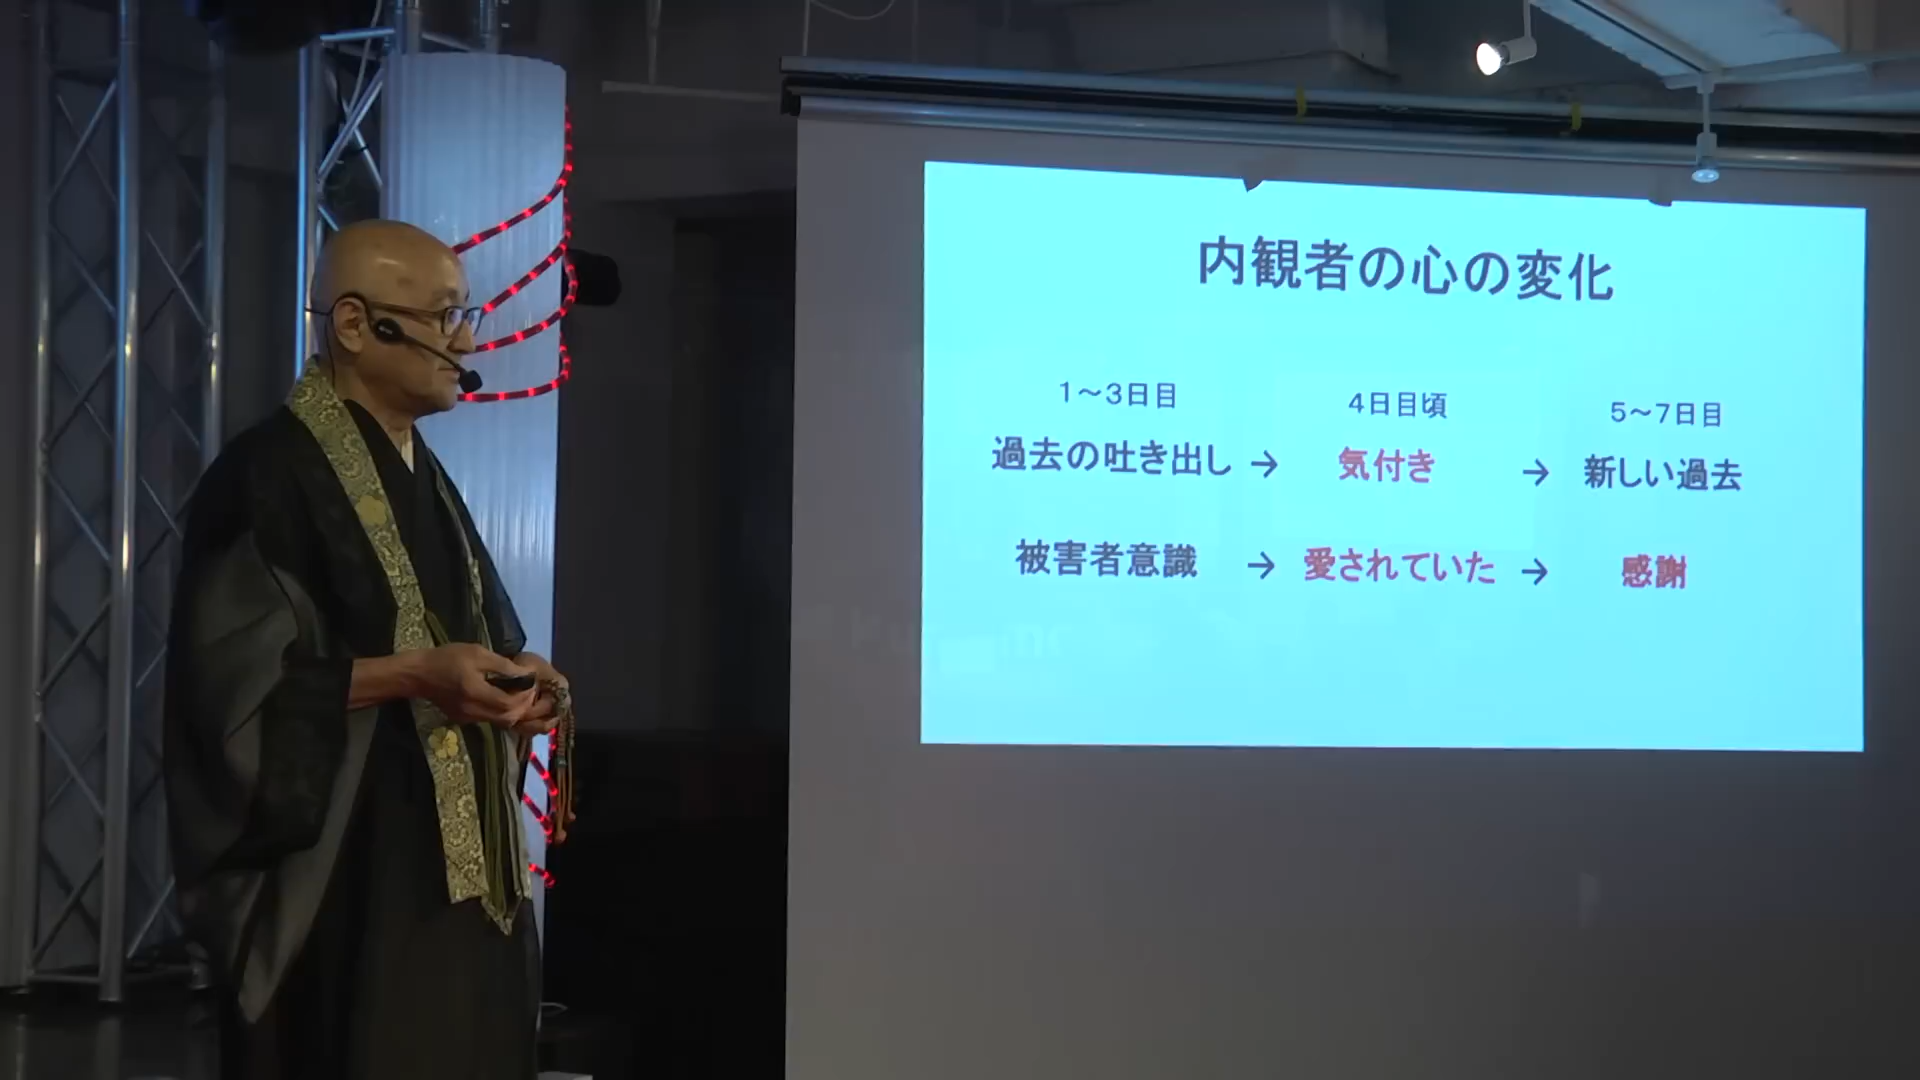 内観者の心の変化
1～3日目 4日目頃 5～7日目
過去の吐き出し → 気付き → 新しい過去
被害者意識 → 愛されていた → 感謝